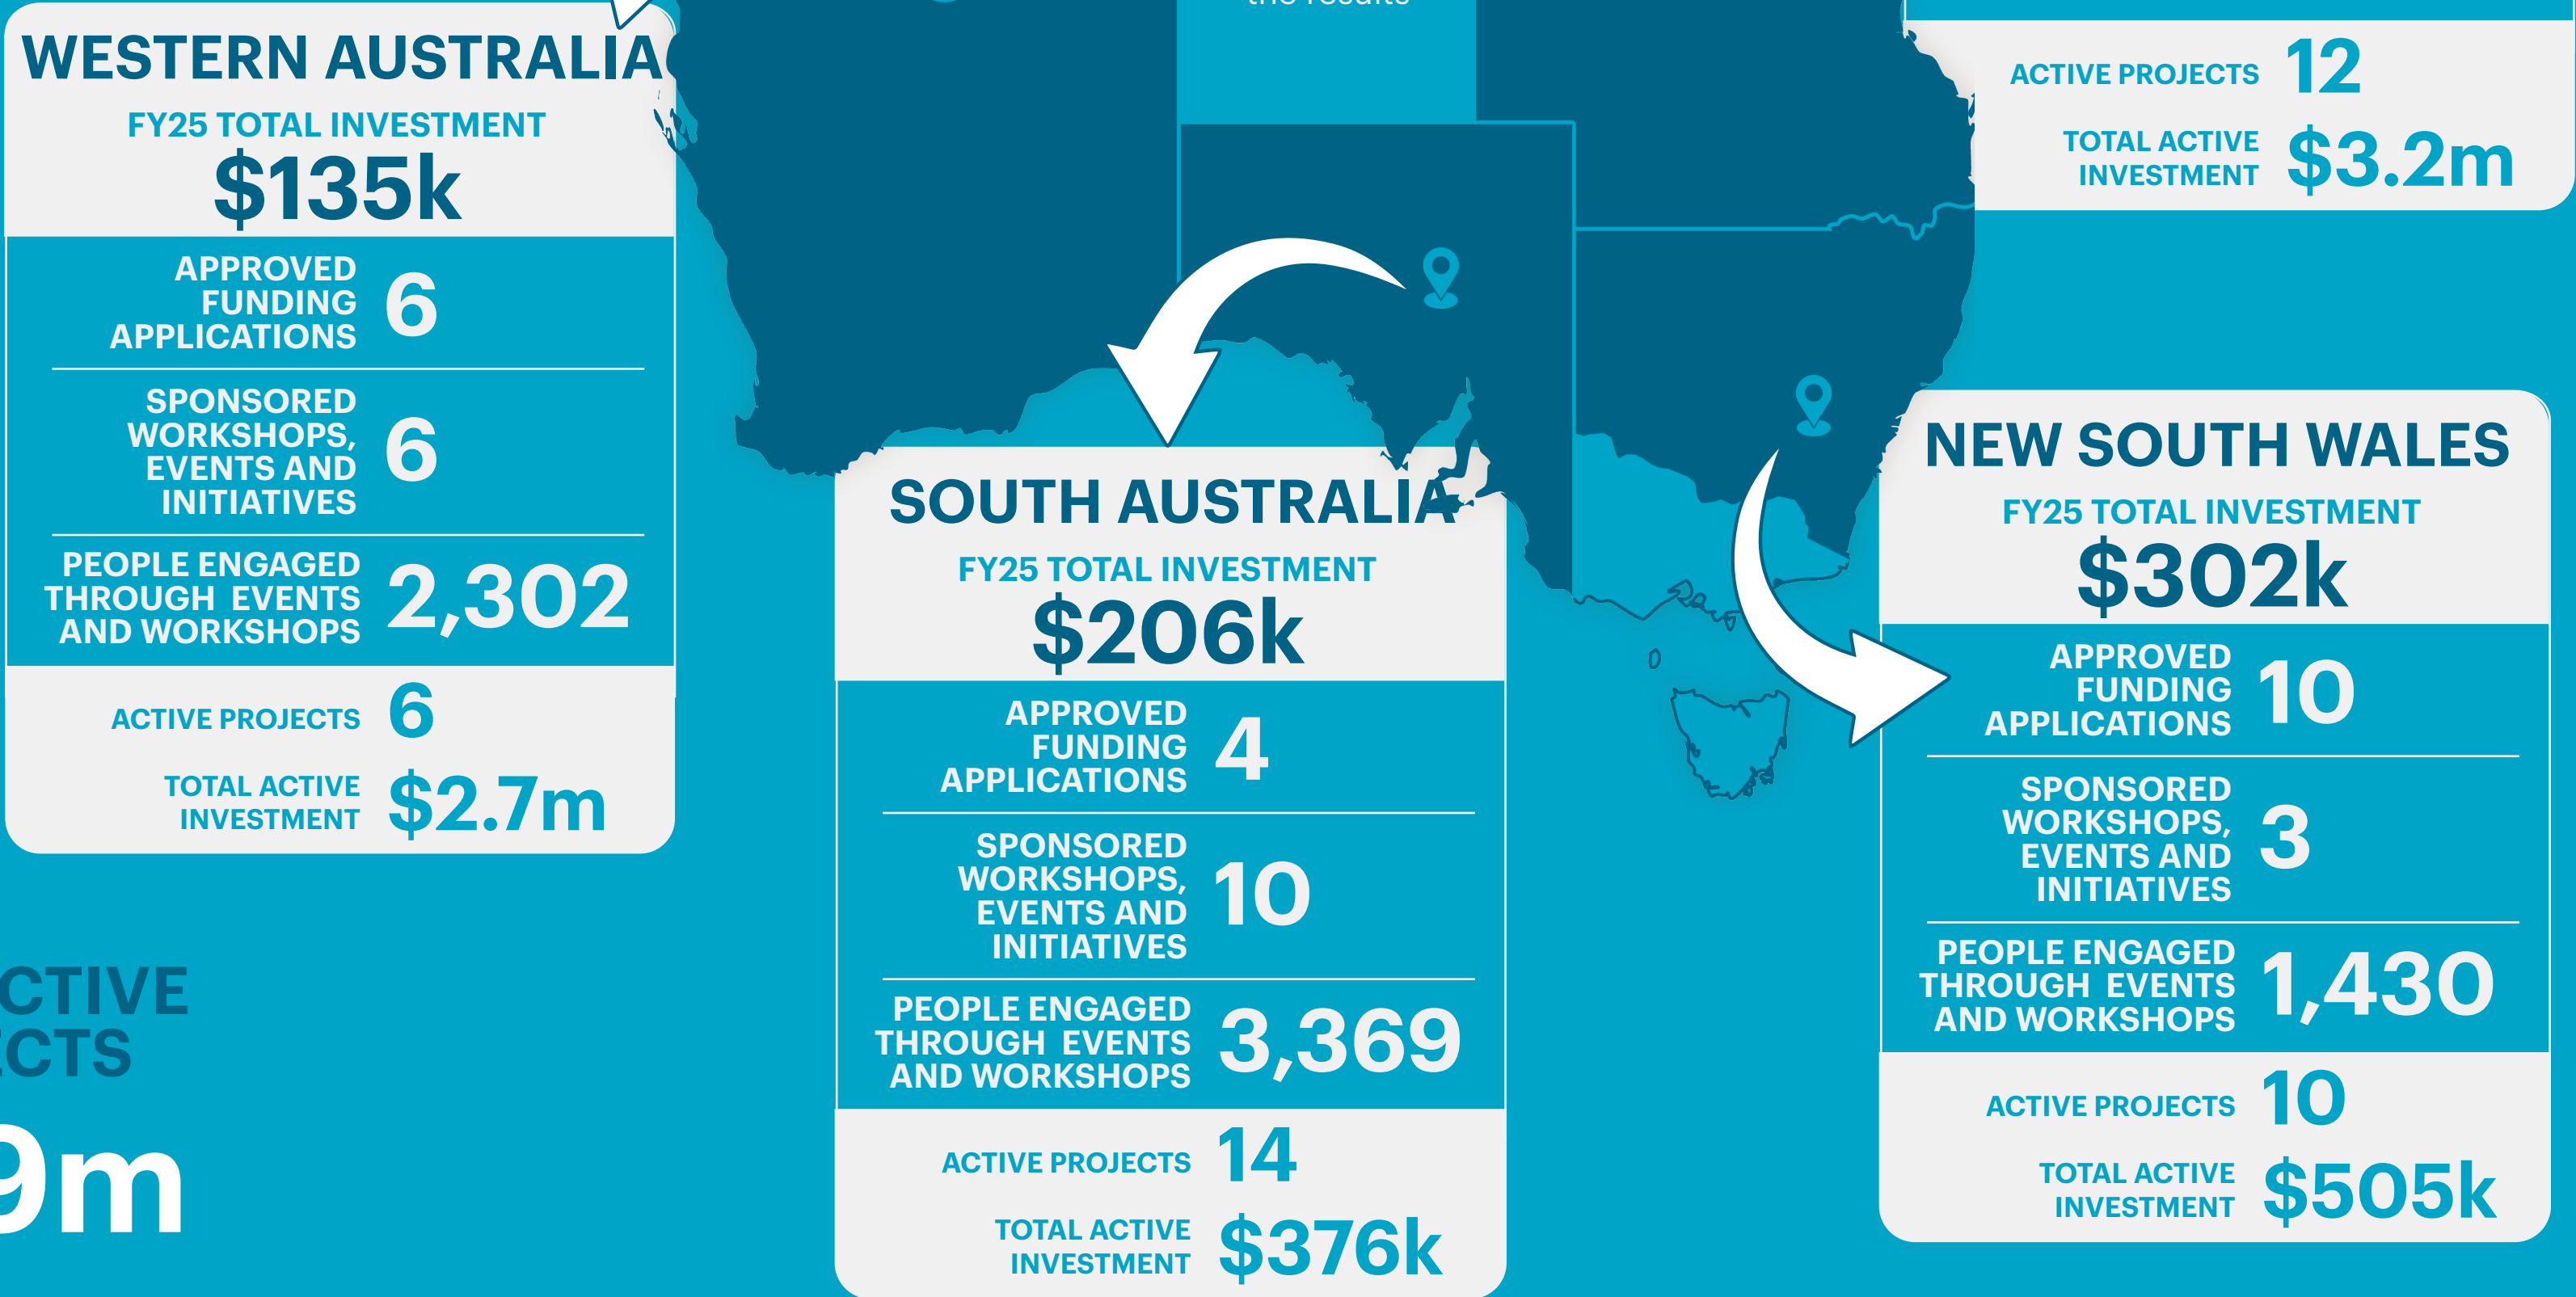 WESTERN AUSTRALIA
FY25 TOTAL INVESTMENT
$135k
APPROVED
FUNDING
APPLICATIONS
6
SPONSORED
WORKSHOPS,
EVENTS AND
INITIATIVES
6
PEOPLE ENGAGED
THROUGH EVENTS
AND WORKSHOPS
2,302
ACTIVE PROJECTS 6
TOTAL ACTIVE
INVESTMENT
$2.7m
the results
ACTIVE PROJECTS 12
TOTAL ACTIVE
INVESTMENT
$3.2m
SOUTH AUSTRALIA
FY25 TOTAL INVESTMENT
$206k
APPROVED
FUNDING
APPLICATIONS
4
SPONSORED
WORKSHOPS,
EVENTS AND
INITIATIVES
10
PEOPLE ENGAGED
THROUGH EVENTS
AND WORKSHOPS
3,369
ACTIVE PROJECTS 14
TOTAL ACTIVE
INVESTMENT
$376k
NEW SOUTH WALES
FY25 TOTAL INVESTMENT
$302k
APPROVED
FUNDING
APPLICATIONS
10
SPONSORED
WORKSHOPS,
EVENTS AND
INITIATIVES
3
PEOPLE ENGAGED
THROUGH EVENTS
AND WORKSHOPS
1,430
ACTIVE PROJECTS 10
TOTAL ACTIVE
INVESTMENT
$505k
CTIVE
CTS
9m